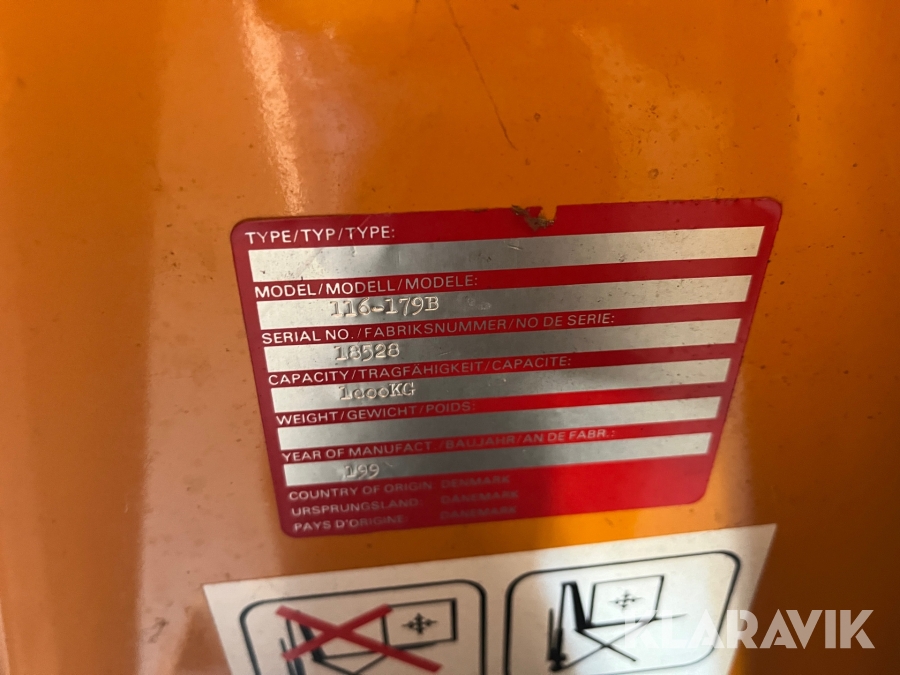 TYPE/TYP/TYPE:
MODEL/MODELL/MODELE:
116-179B
SERIAL NO./FABRIKSNUMMER/NO DE SERIE:
18528
CAPACITY/TRAGFÄHIGKEIT/CAPACITE:
1000KG
WEIGHT/GEWICHT/POIDS:
YEAR OF MANUFACT./BAUJAHR/AN DE FABR.:
199
COUNTRY OF ORIGIN: DENMARK
URSPRUNGSLAND: DÄNEMARK
PAYS D'ORIGINE: DANEMARK
KLARAVIK